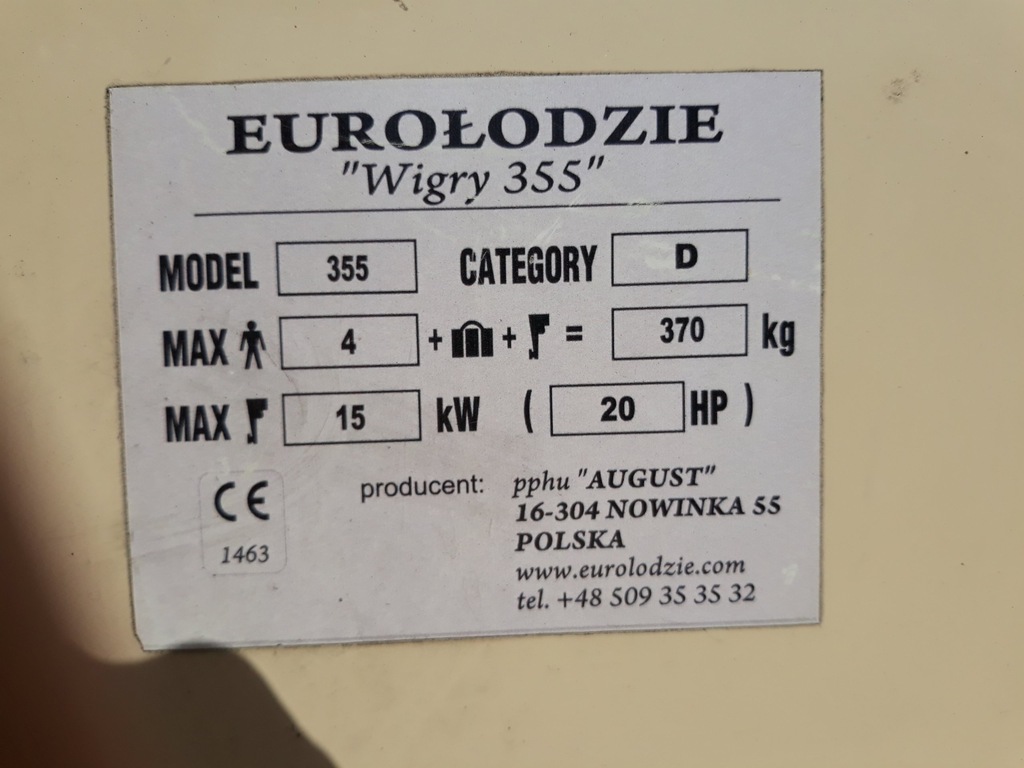 EUROŁODZIE
"Wigry 355"
MODEL 355 CATEGORY D
MAX 4 + + = 370 kg
MAX 15 kW ( 20 HP )
CE
1463
producent: pphu "AUGUST"
16-304 NOWINKA 55
POLSKA
www.eurolodzie.com
tel. +48 509 35 35 32